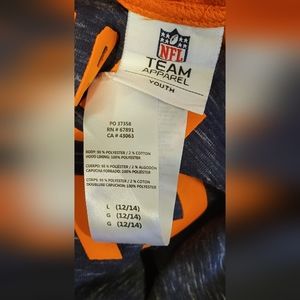 NFL
TEAM
APPAREL
YOUTH
PO 37358
RN # 67891
CA # 43063
BODY: 98 % POLYESTER / 2 % COTTON
HOOD LINING: 100% POLYESTER
CUERPO: 98 % POLIESTER / 2 % ALGODON
CAPUCHA FORRADO: 100% POLIESTER
CORPS: 98 % POLYESTER / 2 % COTON
DOUBLURE CAPUCHON: 100% POLYESTER
L (12/14)
G (12/14)
G (12/14)